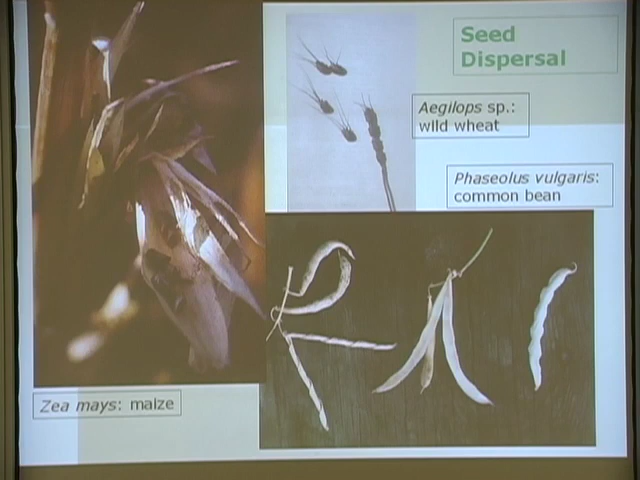 Seed
Dispersal
Aegilops sp.:
wild wheat
Phaseolus vulgaris:
common bean
Zea mays: maize